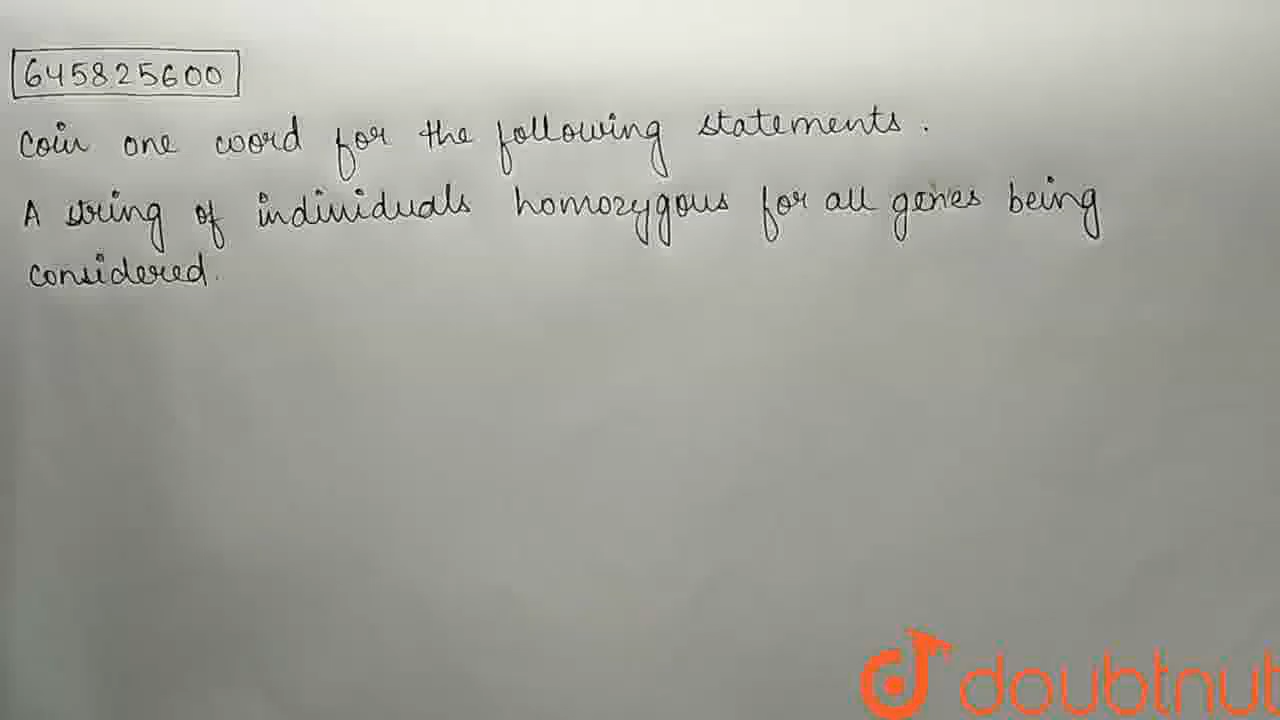 645825600
Coin one word for the following statements.
A string of individuals homozygous for all genes being
considered.
doubtnut